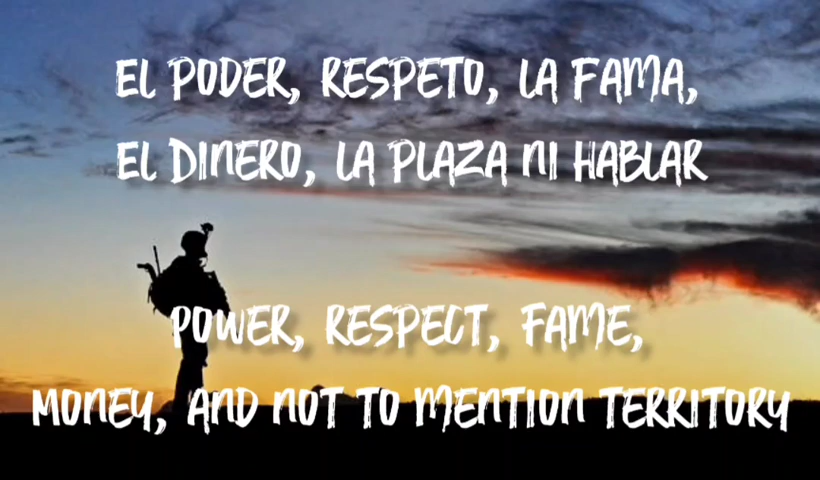 EL PODER, RESPETO, LA FAMA,
EL DINERO, LA PLAZA NI HABLAR
POWER, RESPECT, FAME,
MONEY, AND NOT TO MENTION TERRITORY